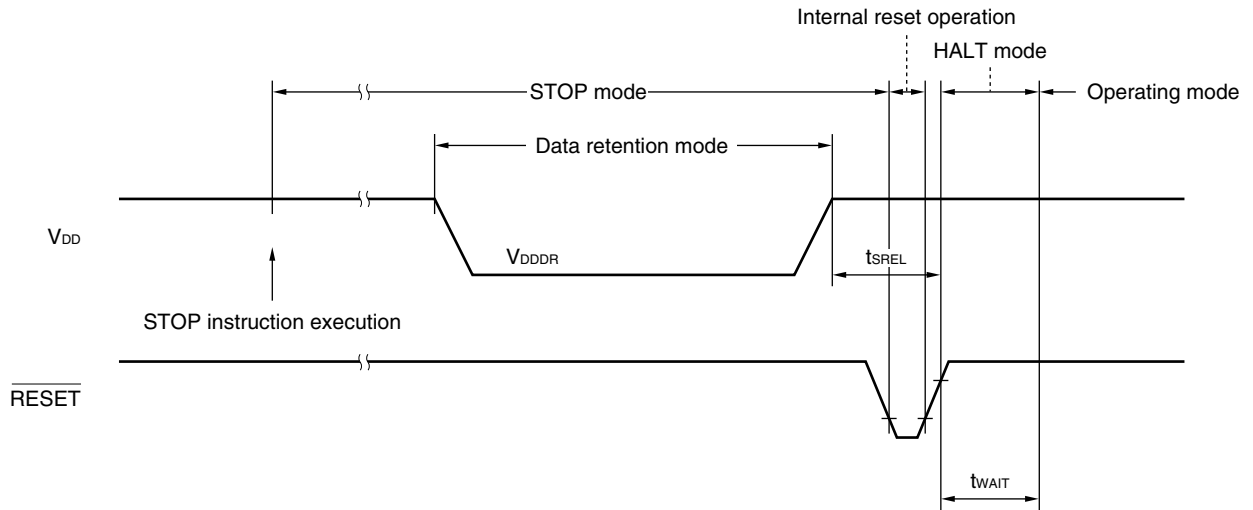 Internal reset operation
HALT mode
STOP mode
Operating mode
Data retention mode
VDD
VDDDR
tSREL
STOP instruction execution
RESET
tWAIT